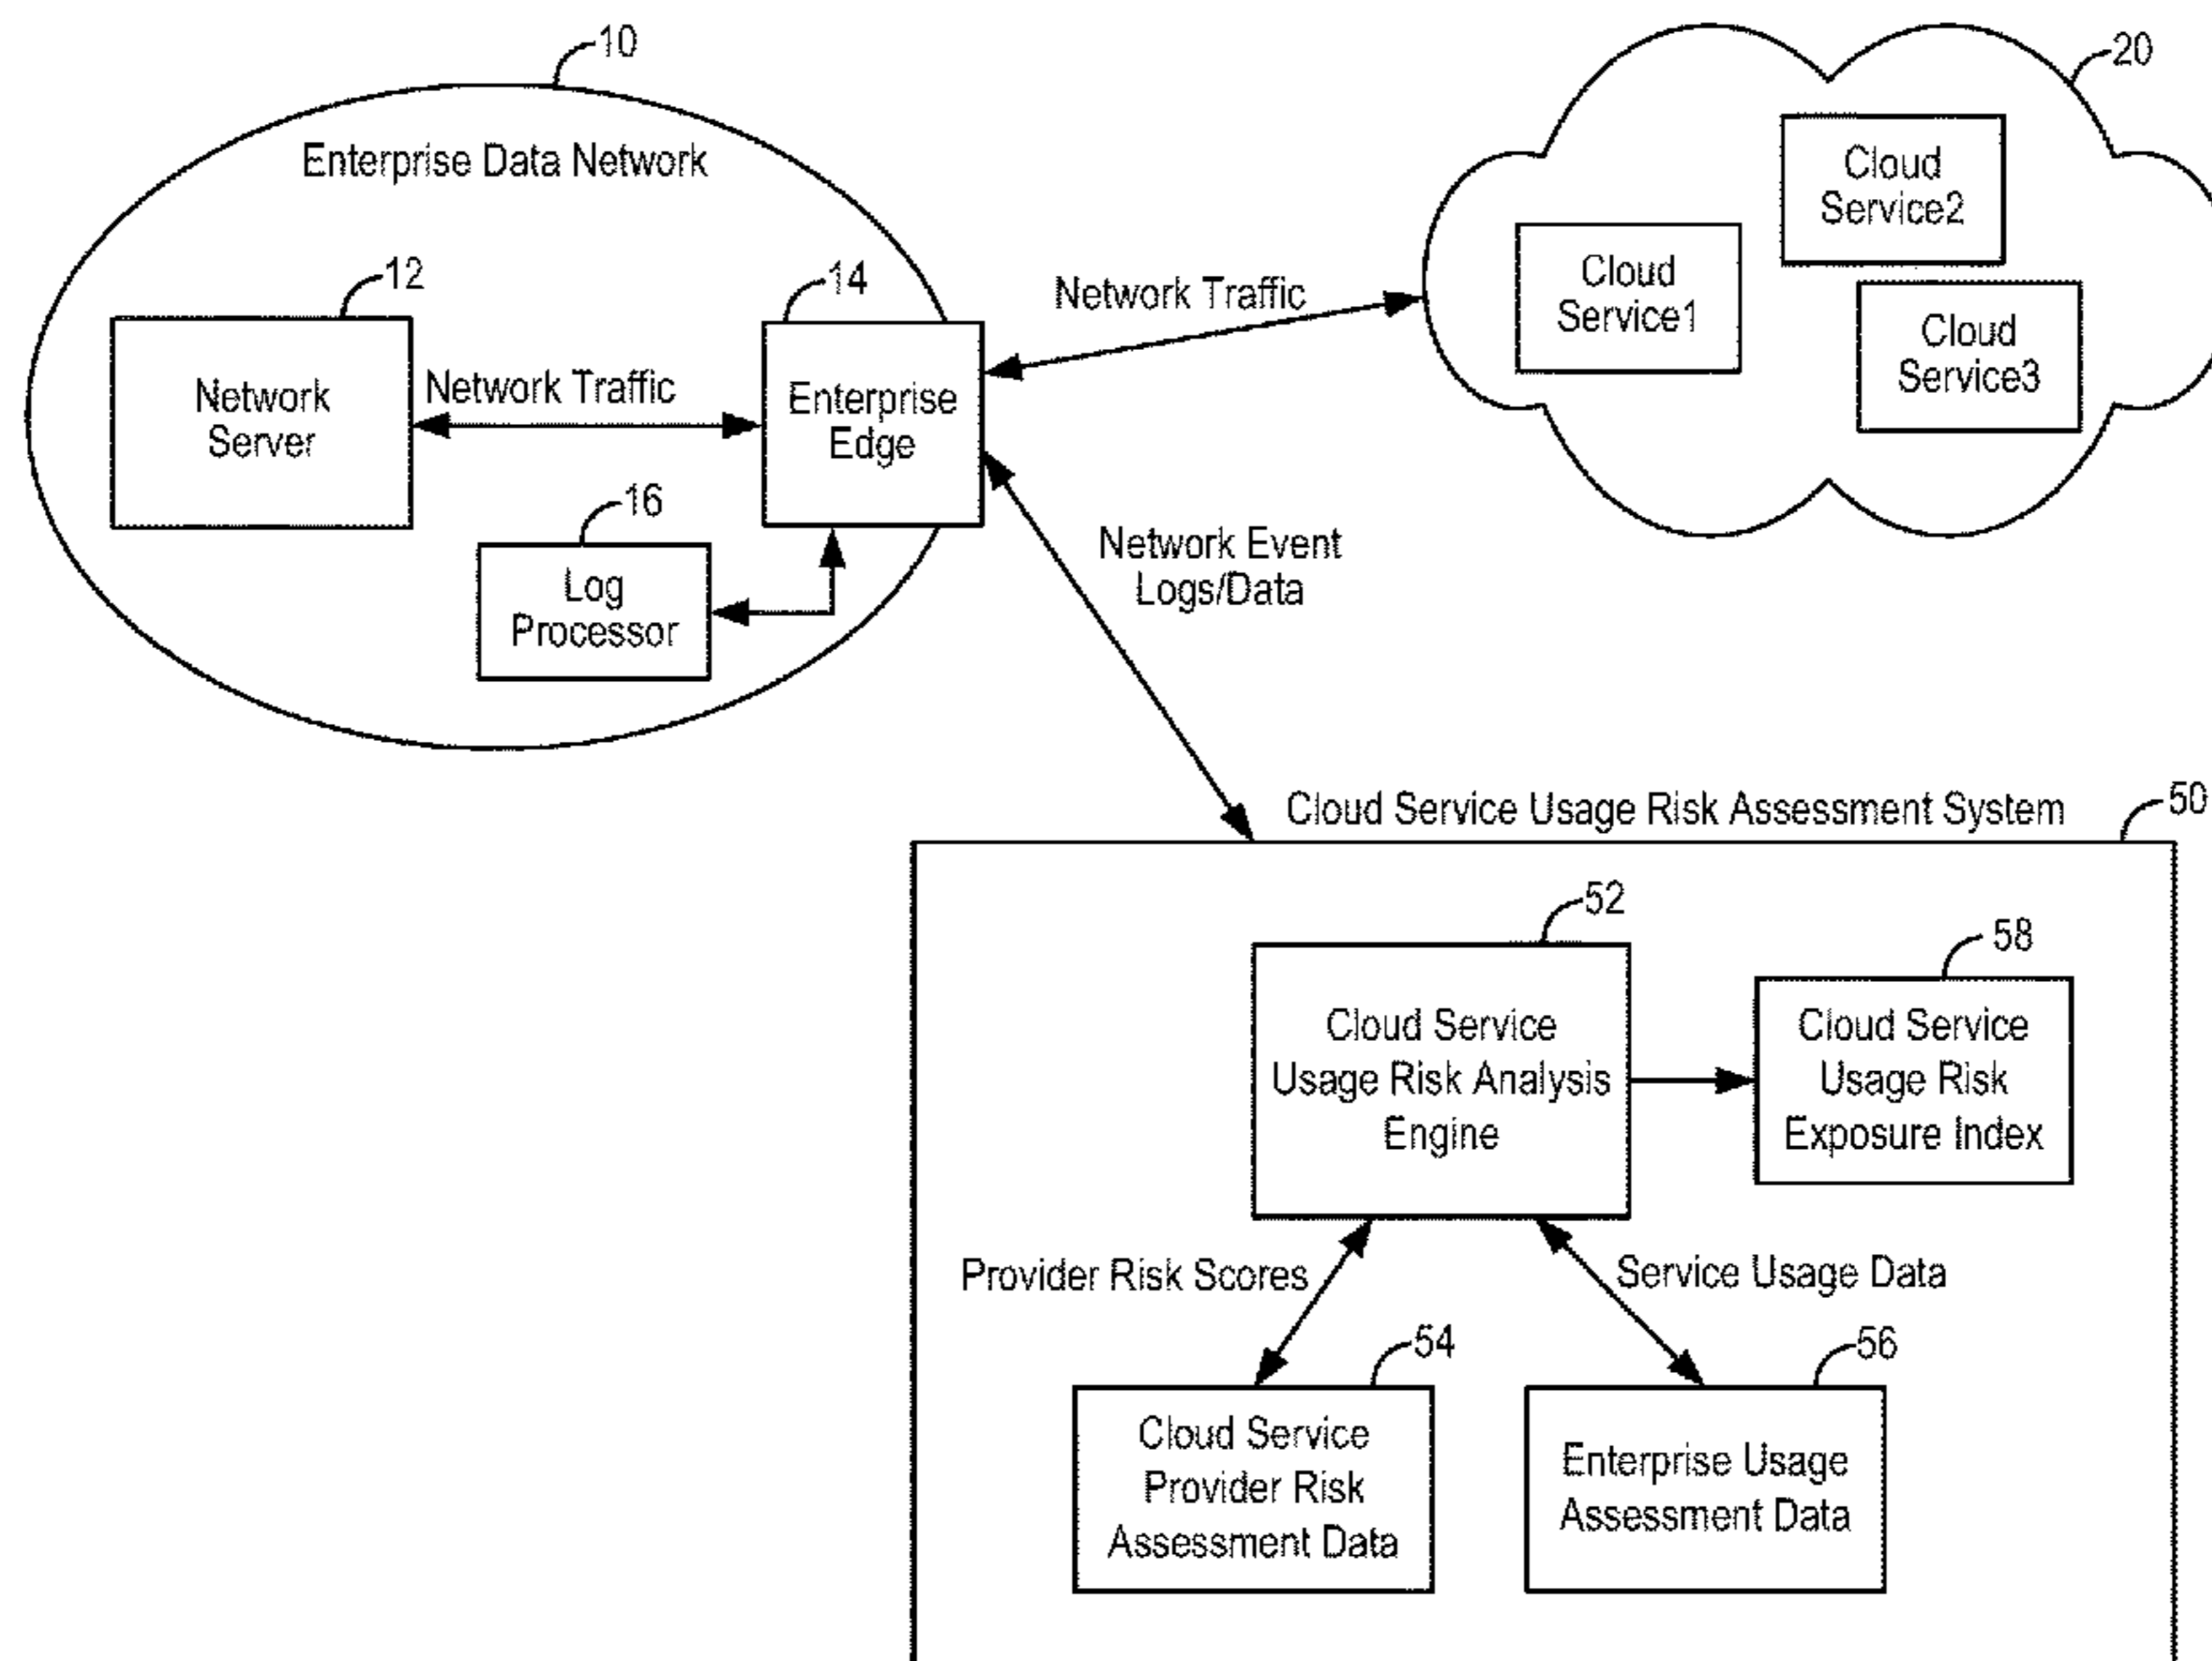 10
Enterprise Data Network
12
Network
Server
Network Traffic
14
Enterprise
Edge
16
Log
Processor
Network Traffic
20
Cloud
Service1
Cloud
Service2
Cloud
Service3
Network Event
Logs/Data
Cloud Service Usage Risk Assessment System
50
52
Cloud Service
Usage Risk Analysis
Engine
58
Cloud Service
Usage Risk
Exposure Index
Provider Risk Scores
Service Usage Data
54
Cloud Service
Provider Risk
Assessment Data
56
Enterprise Usage
Assessment Data